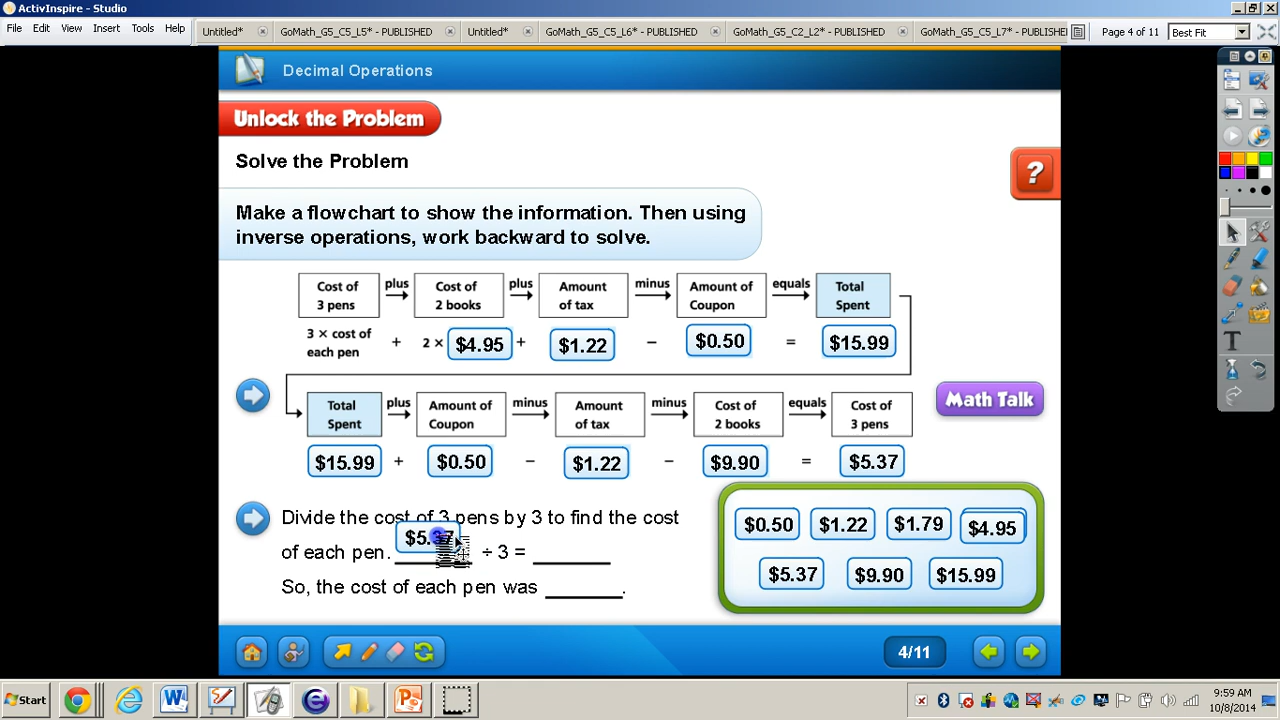 ActivInspire - Studio
File Edit View Insert Tools Help
Untitled* GoMath_G5_C5_L5* - PUBLISHED Untitled* GoMath_G5_C5_L6* - PUBLISHED GoMath_G5_C2_L2* - PUBLISHED GoMath_G5_C5_L7* - PUBLISHED
Page 4 of 11 Best Fit
Decimal Operations
Unlock the Problem
Solve the Problem
?
Make a flowchart to show the information. Then using
inverse operations, work backward to solve.
Cost of 3 pens plus Cost of 2 books plus Amount of tax minus Amount of Coupon equals Total Spent
3 × cost of each pen + 2 × $4.95 + $1.22 − $0.50 = $15.99
Total Spent plus Amount of Coupon minus Amount of tax minus Cost of 2 books equals Cost of 3 pens
Math Talk
$15.99 + $0.50 − $1.22 − $9.90 = $5.37
Divide the cost of 3 pens by 3 to find the cost
of each pen. $5.37 ÷ 3 =
So, the cost of each pen was .
$0.50 $1.22 $1.79 $4.95
$5.37 $9.90 $15.99
4/11
T
Start
9:59 AM
10/8/2014